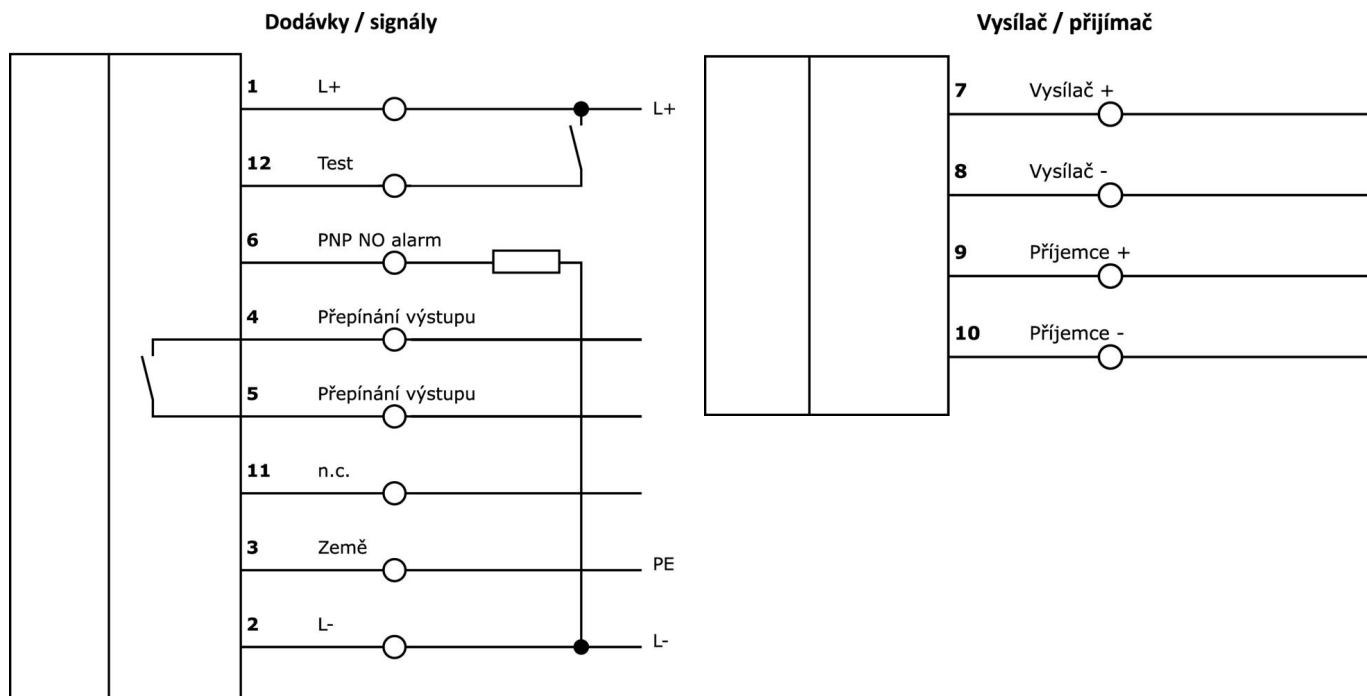 Dodávky / signály
1 L+ L+
12 Test
6 PNP NO alarm
4 Přepínání výstupu
5 Přepínání výstupu
11 n.c.
3 Země PE
2 L- L-
Vysílač / přijímač
7 Vysílač +
8 Vysílač -
9 Příjemce +
10 Příjemce -